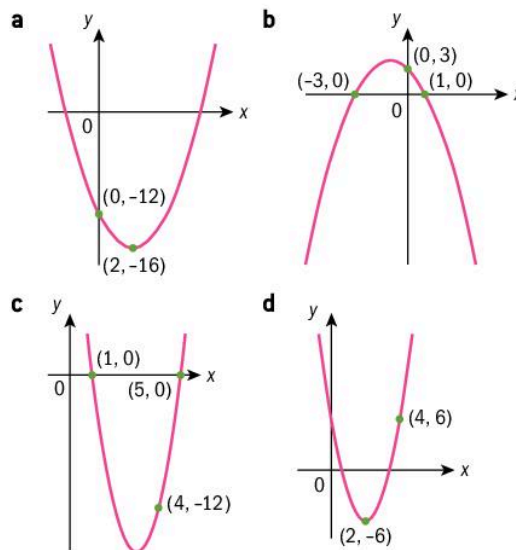 a
y
x
0
(0, –12)
(2, –16)
b
y
(0, 3)
(–3, 0)
(1, 0)
0
x
c
y
(1, 0)
0
(5, 0)
x
(4, –12)
d
y
(4, 6)
0
x
(2, –6)